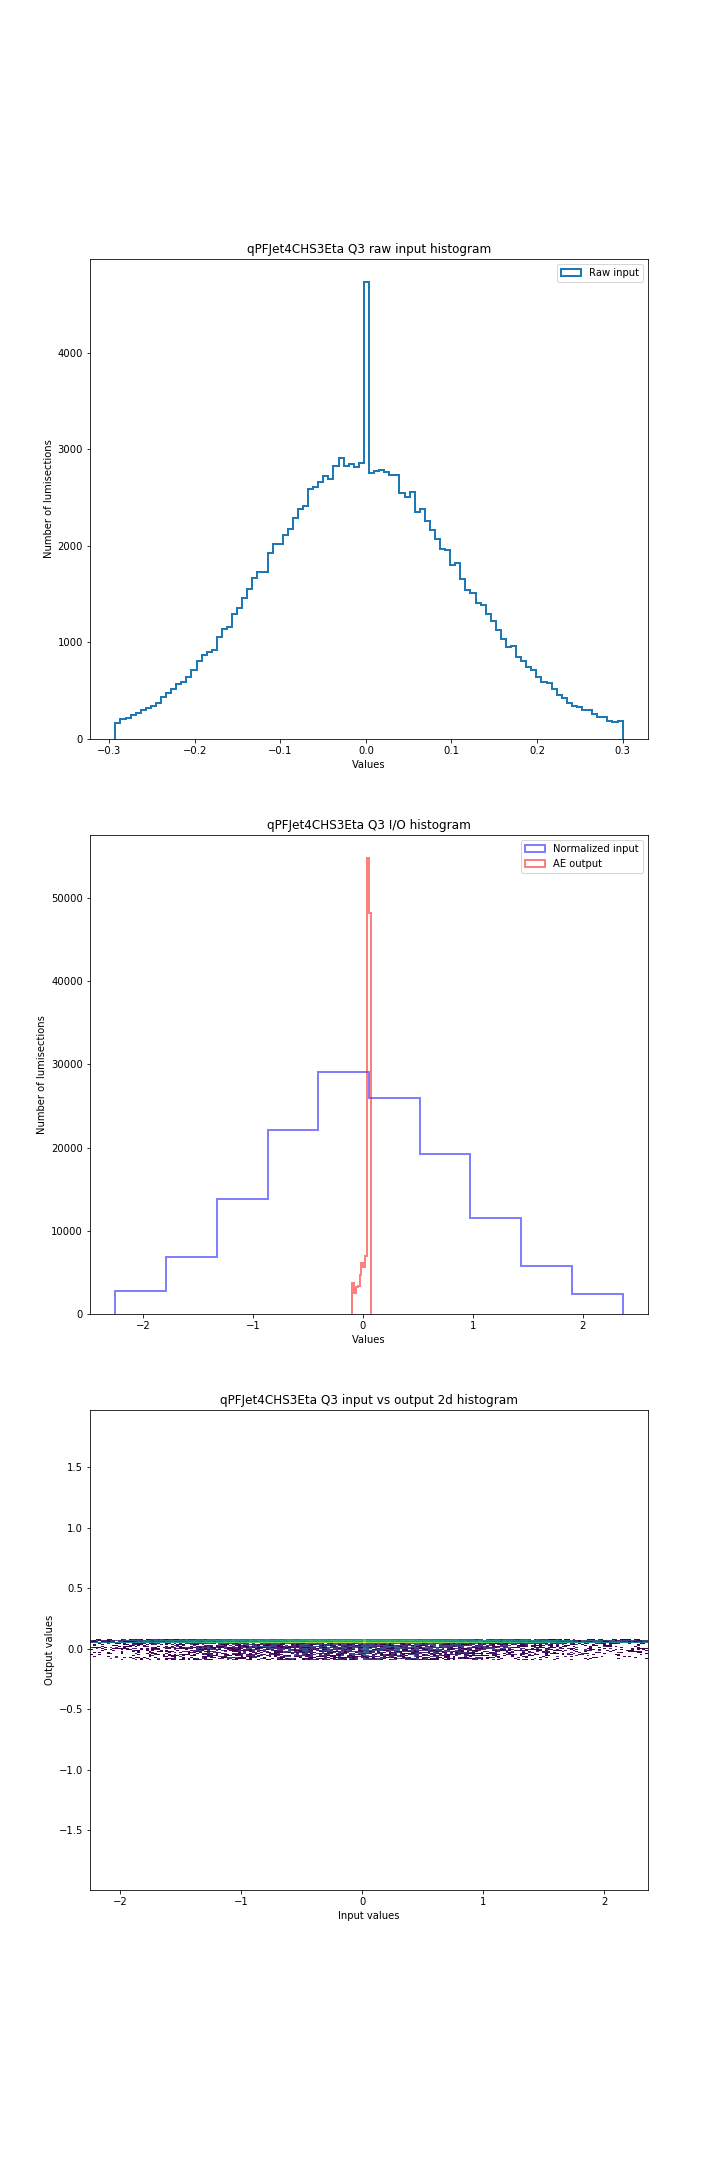 qPFJet4CHS3Eta Q3 raw input histogram
Raw input
Number of lumisections
4000
3000
2000
1000
0
−0.3 −0.2 −0.1 0.0 0.1 0.2 0.3
Values
qPFJet4CHS3Eta Q3 I/O histogram
Normalized input
AE output
Number of lumisections
50000
40000
30000
20000
10000
0
−2 −1 0 1 2
Values
qPFJet4CHS3Eta Q3 input vs output 2d histogram
Output values
1.5
1.0
0.5
0.0
−0.5
−1.0
−1.5
−2 −1 0 1 2
Input values